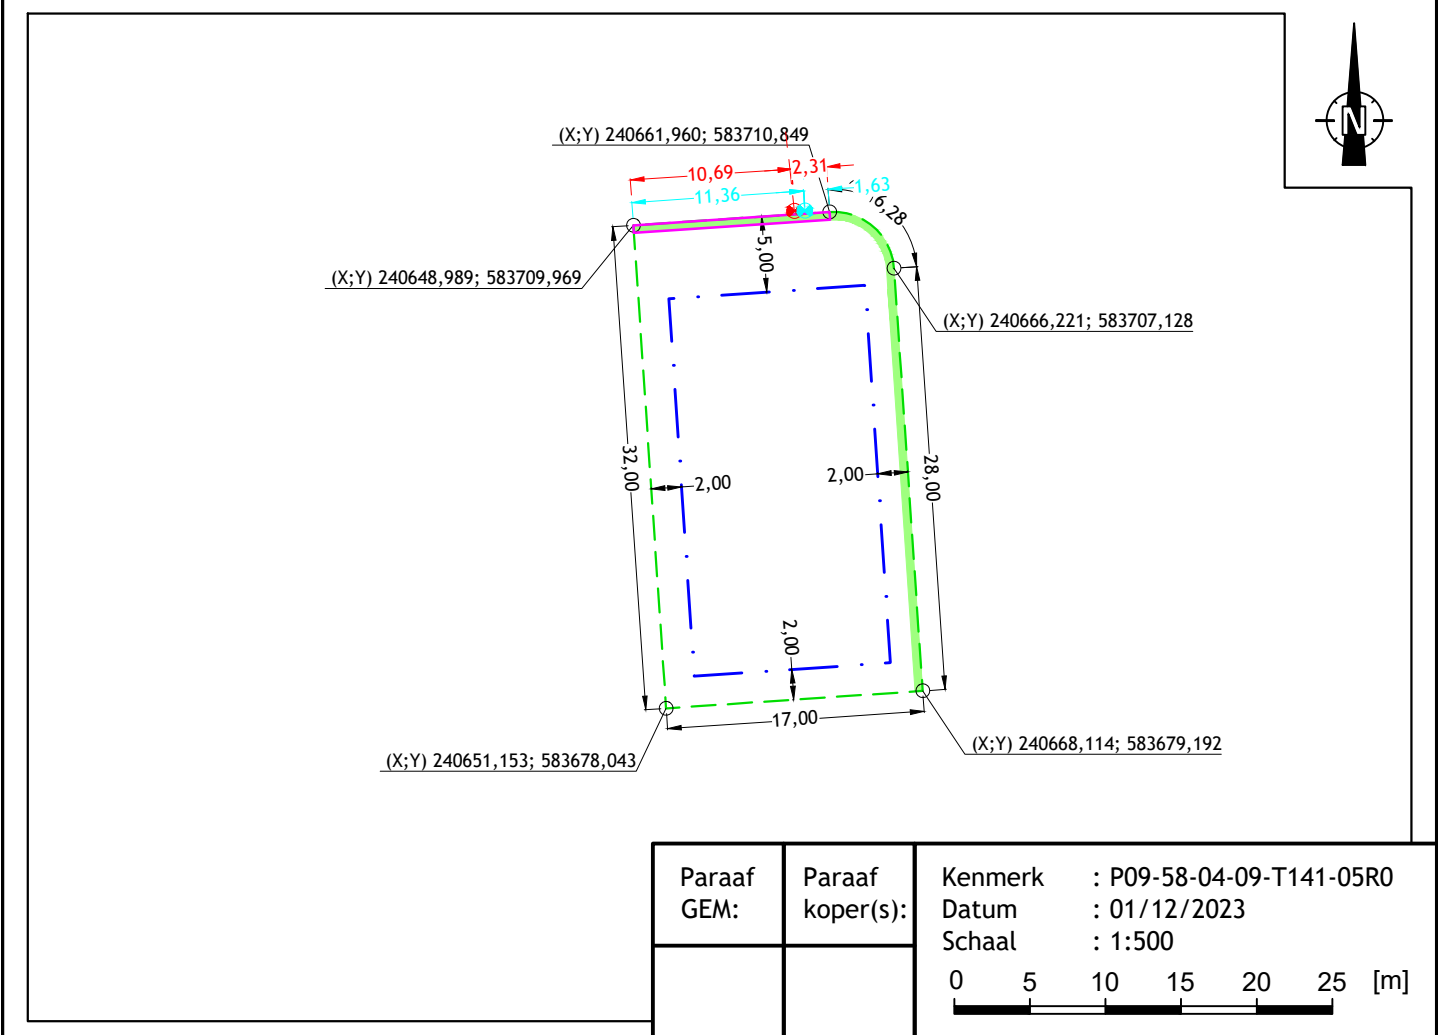 N
(X;Y) 240661,960; 583710,849
10,69
2,31
11,36
1,63
6,28
(X;Y) 240648,989; 583709,969
5,00
(X;Y) 240666,221; 583707,128
32,00
2,00
2,00
28,00
2,00
17,00
(X;Y) 240651,153; 583678,043
(X;Y) 240668,114; 583679,192
Paraaf
GEM:
Paraaf
koper(s):
Kenmerk : P09-58-04-09-T141-05R0
Datum : 01/12/2023
Schaal : 1:500
0 5 10 15 20 25 [m]